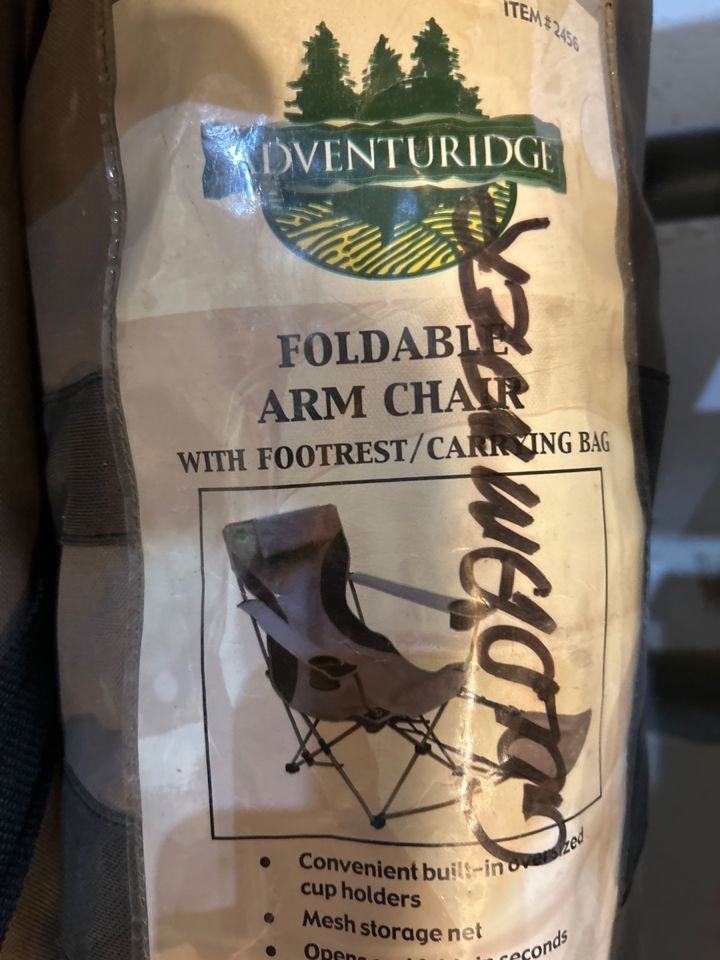 ITEM#2456
ADVENTURIDGE
FOLDABLE
ARM CHAIR
WITH FOOTREST/CARRYING BAG
Convenient built-in oversized
cup holders
Mesh storage net
in seconds